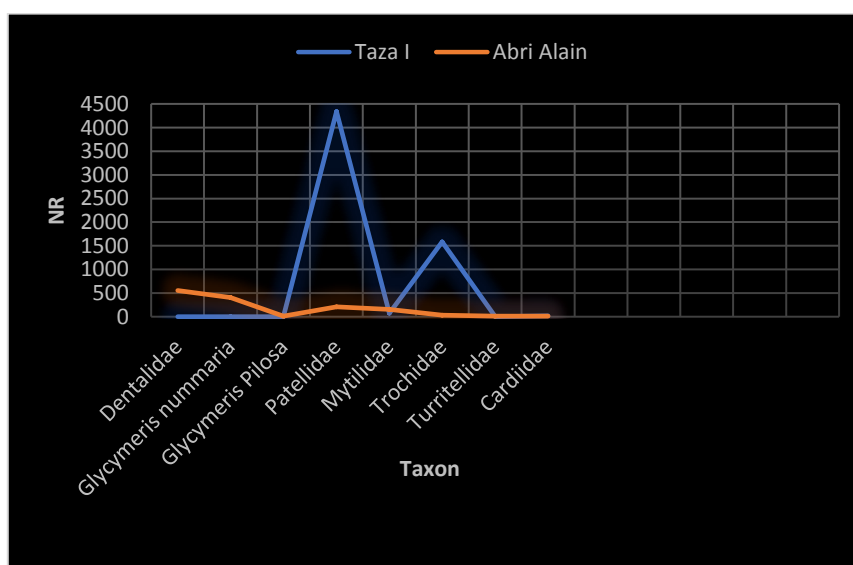 Taza I Abri Alain
4500
4000
3500
3000
2500
2000
1500
1000
500
0
NR
Dentalidae
Glycymeris nummaria
Glycymeris Pilosa
Patellidae
Mytilidae
Trochidae
Turritellidae
Cardiidae
Taxon